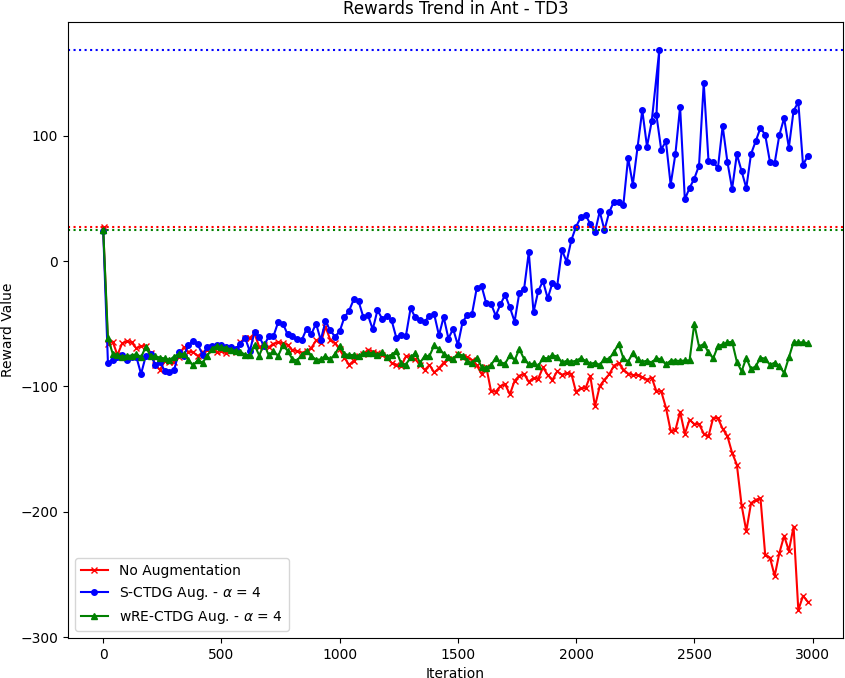 Rewards Trend in Ant - TD3
Reward Value
100
0
−100
−200
−300
No Augmentation
S-CTDG Aug. - α = 4
wRE-CTDG Aug. - α = 4
0 500 1000 1500 2000 2500 3000
Iteration